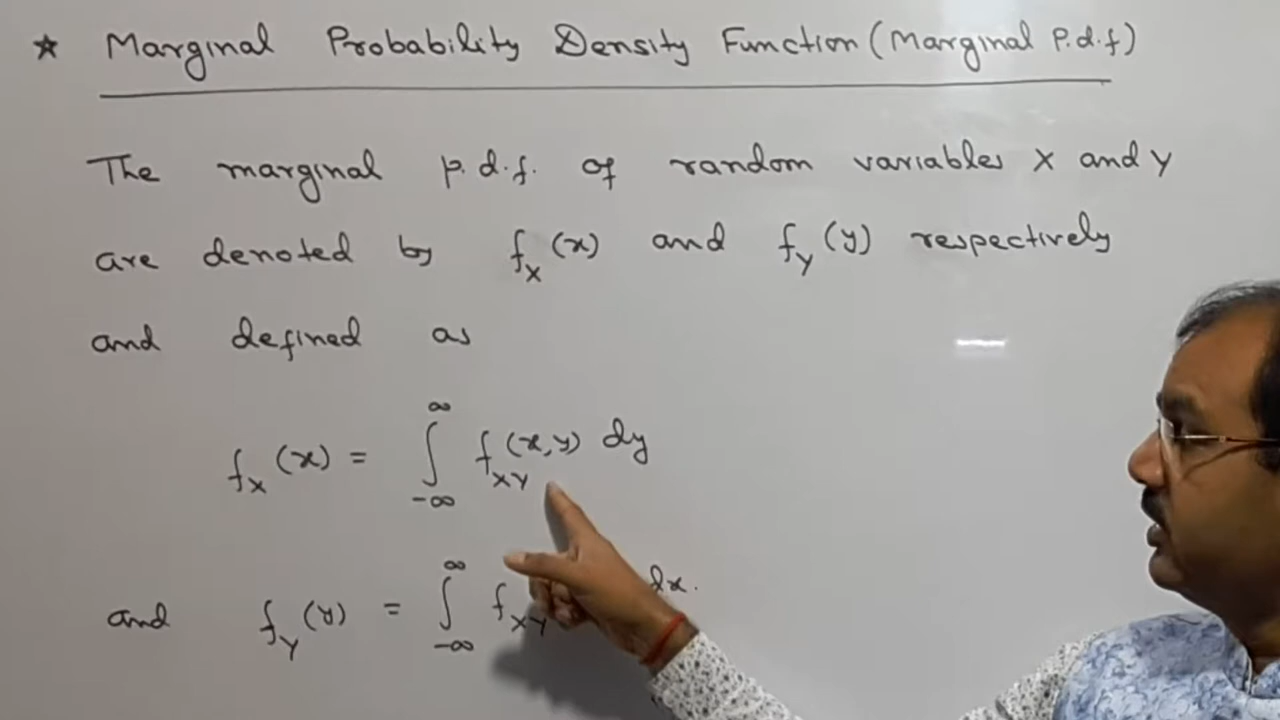 ★ Marginal Probability Density Function (Marginal P.d.f)
The marginal p.d.f. of random variables X and Y
are denoted by f_X (x) and f_Y (y) respectively
and defined as
f_X (x) = ∫_{-∞}^{∞} f_{XY} (x,y) dy
and f_Y (y) = ∫_{-∞}^{∞} f_{XY} dx.